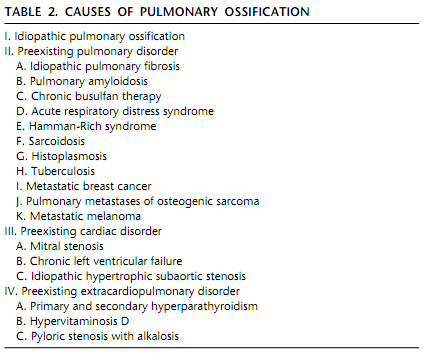 TABLE 2. CAUSES OF PULMONARY OSSIFICATION
I. Idiopathic pulmonary ossification
II. Preexisting pulmonary disorder
A. Idiopathic pulmonary fibrosis
B. Pulmonary amyloidosis
C. Chronic busulfan therapy
D. Acute respiratory distress syndrome
E. Hamman-Rich syndrome
F. Sarcoidosis
G. Histoplasmosis
H. Tuberculosis
I. Metastatic breast cancer
J. Pulmonary metastases of osteogenic sarcoma
K. Metastatic melanoma
III. Preexisting cardiac disorder
A. Mitral stenosis
B. Chronic left ventricular failure
C. Idiopathic hypertrophic subaortic stenosis
IV. Preexisting extracardiopulmonary disorder
A. Primary and secondary hyperparathyroidism
B. Hypervitaminosis D
C. Pyloric stenosis with alkalosis